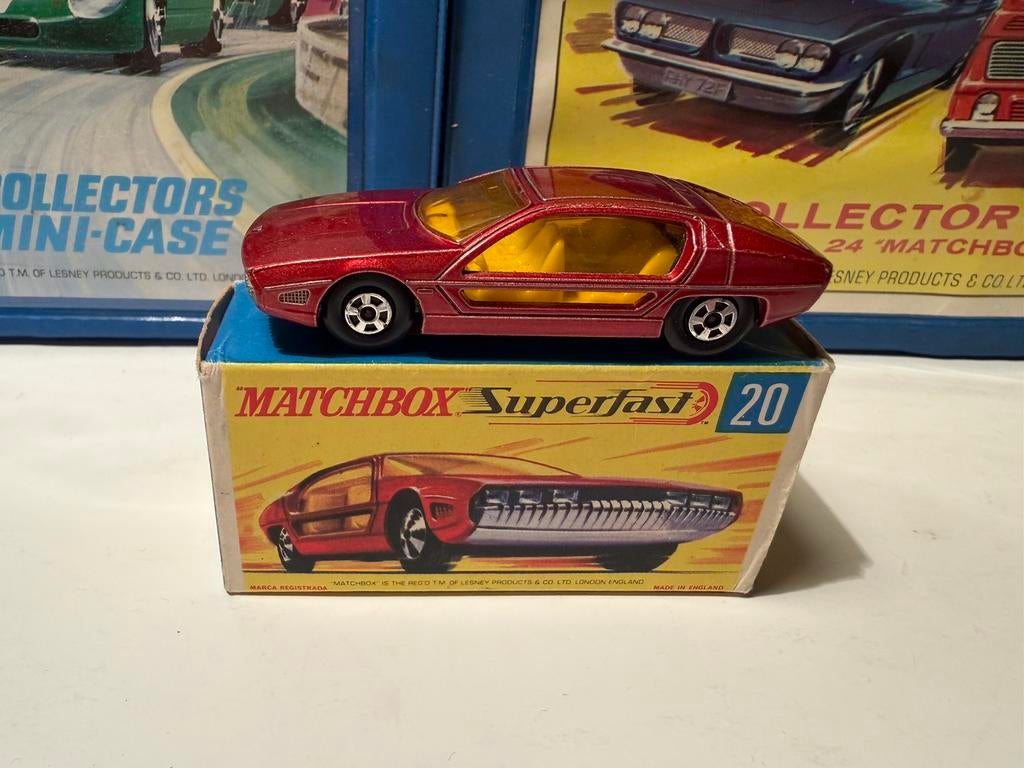 OLLECTORS
MINI-CASE
T.M. OF LESNEY PRODUCTS & CO. LTD.
OLLECTOR
24 "MATCHBO
SNEY PRODUCTS & CO. LT
"MATCHBOX" Superfast
TM
20
"MATCHBOX" IS THE REG'D T.M. OF LESNEY PRODUCTS & CO. LTD. LONDON ENGLAND
MARCA REGISTRADA
MADE IN ENGLAND